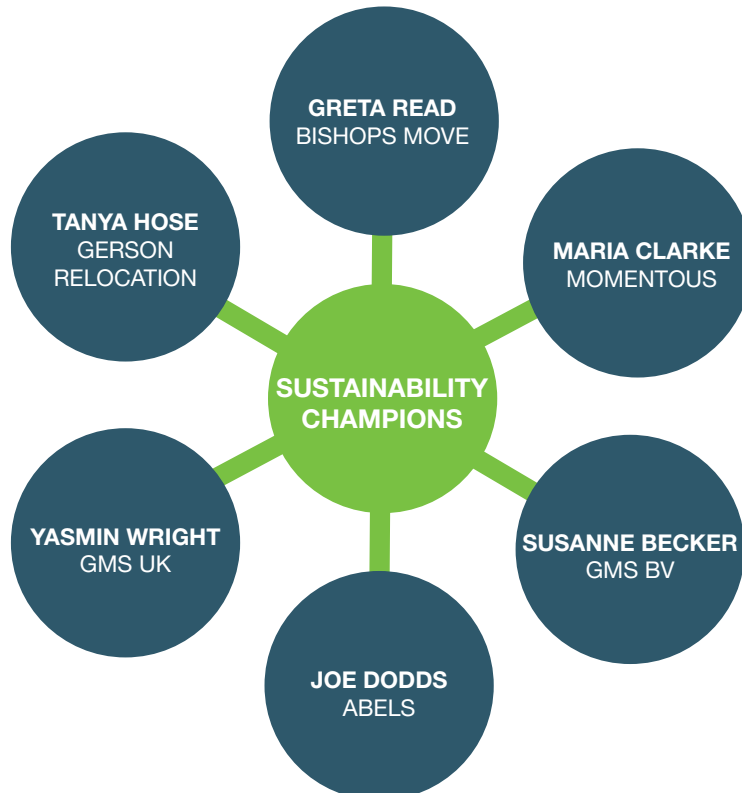 GRETA READ
BISHOPS MOVE
TANYA HOSE
GERSON
RELOCATION
MARIA CLARKE
MOMENTOUS
SUSTAINABILITY
CHAMPIONS
YASMIN WRIGHT
GMS UK
SUSANNE BECKER
GMS BV
JOE DODDS
ABELS